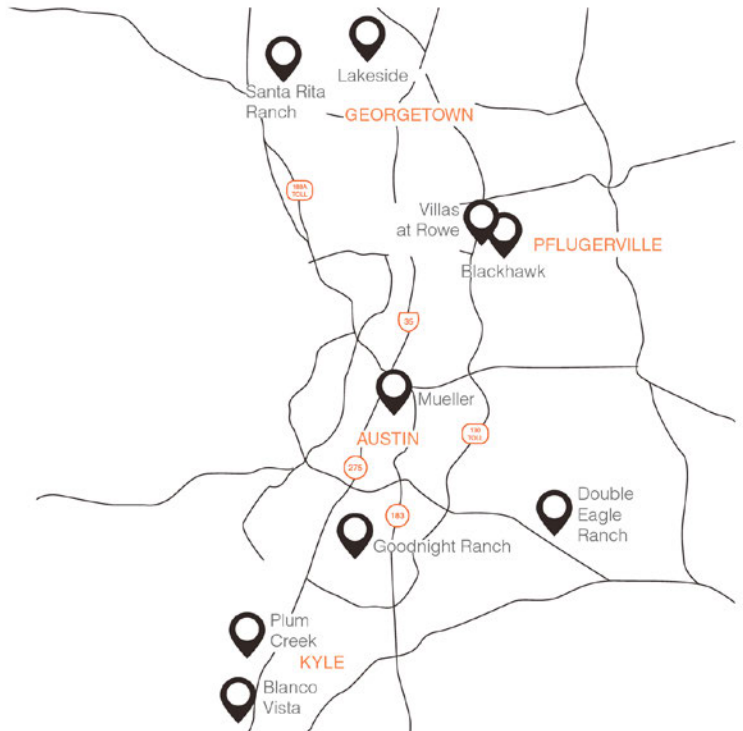 Lakeside
Santa Rita
Ranch
GEORGETOWN
183A
TOLL
Villas
at Rowe
PFLUGERVILLE
Blackhawk
35
Mueller
130
TOLL
AUSTIN
275
183
Double
Eagle
Ranch
Goodnight Ranch
Plum
Creek
KYLE
Blanco
Vista